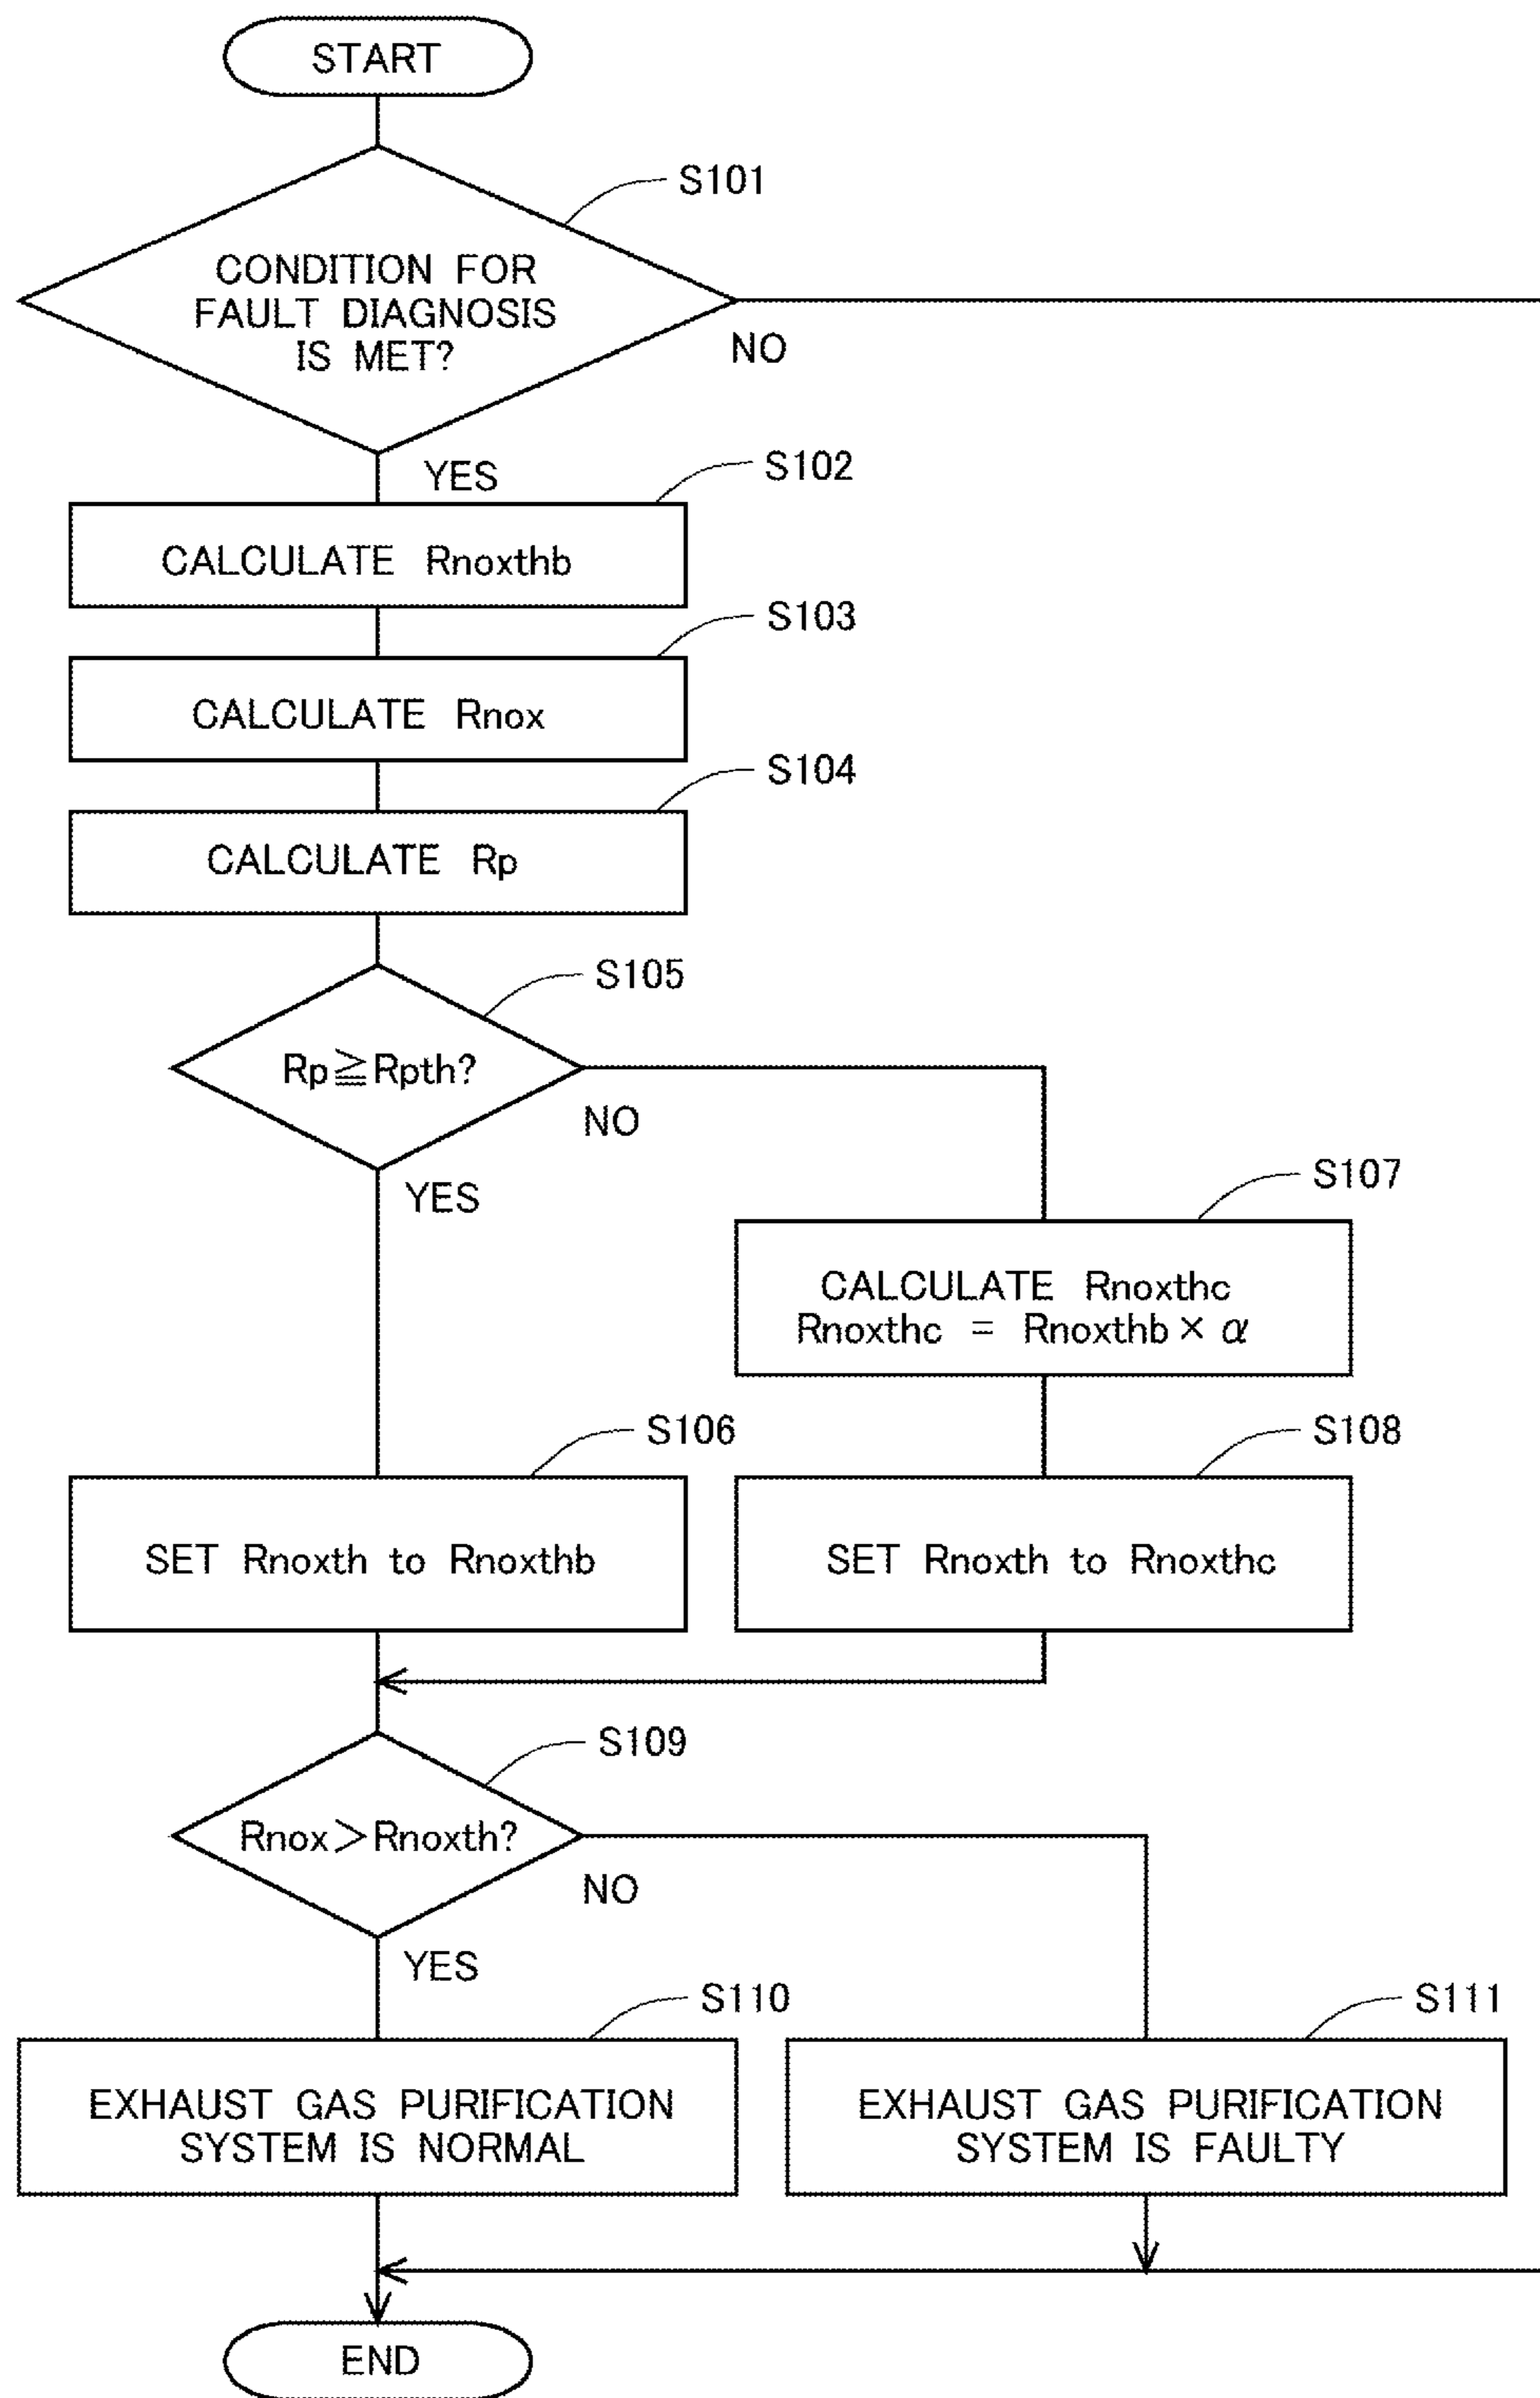 START
S101
CONDITION FOR
FAULT DIAGNOSIS
IS MET?
NO
YES
S102
CALCULATE Rnoxthb
S103
CALCULATE Rnox
S104
CALCULATE Rp
S105
Rp≧Rpth?
NO
YES
S107
CALCULATE Rnoxthc
Rnoxthc = Rnoxthb × α
S106
S108
SET Rnoxth to Rnoxthb
SET Rnoxth to Rnoxthc
S109
Rnox>Rnoxth?
NO
YES
S110
S111
EXHAUST GAS PURIFICATION
SYSTEM IS NORMAL
EXHAUST GAS PURIFICATION
SYSTEM IS FAULTY
END